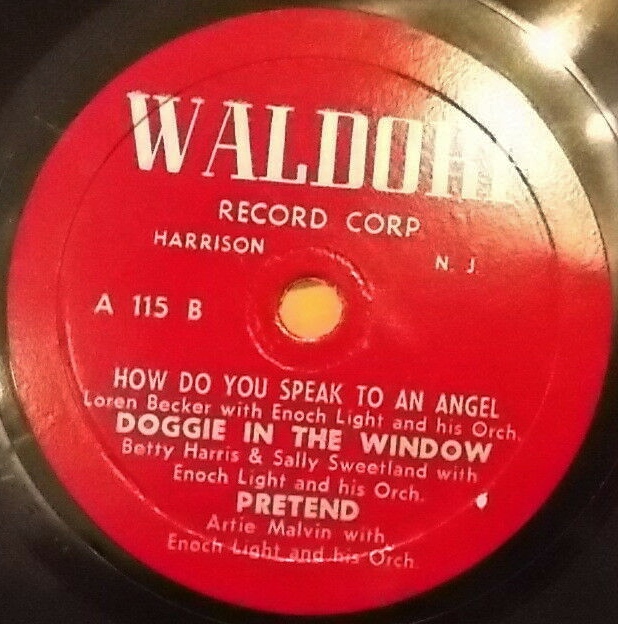 WALDORF
RECORD CORP
HARRISON N. J.
A 115 B
HOW DO YOU SPEAK TO AN ANGEL
Loren Becker with Enoch Light and his Orch.
DOGGIE IN THE WINDOW
Betty Harris & Sally Sweetland with
Enoch Light and his Orch.
PRETEND
Artie Malvin with
Enoch Light and his Orch.